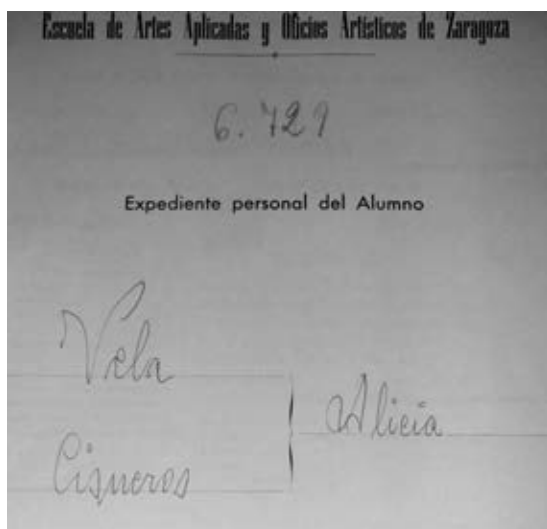 Escuela de Artes Aplicadas y Oficios Artísticos de Zaragoza
6.729
Expediente personal del Alumno
Vela
Cisneros
Alicia